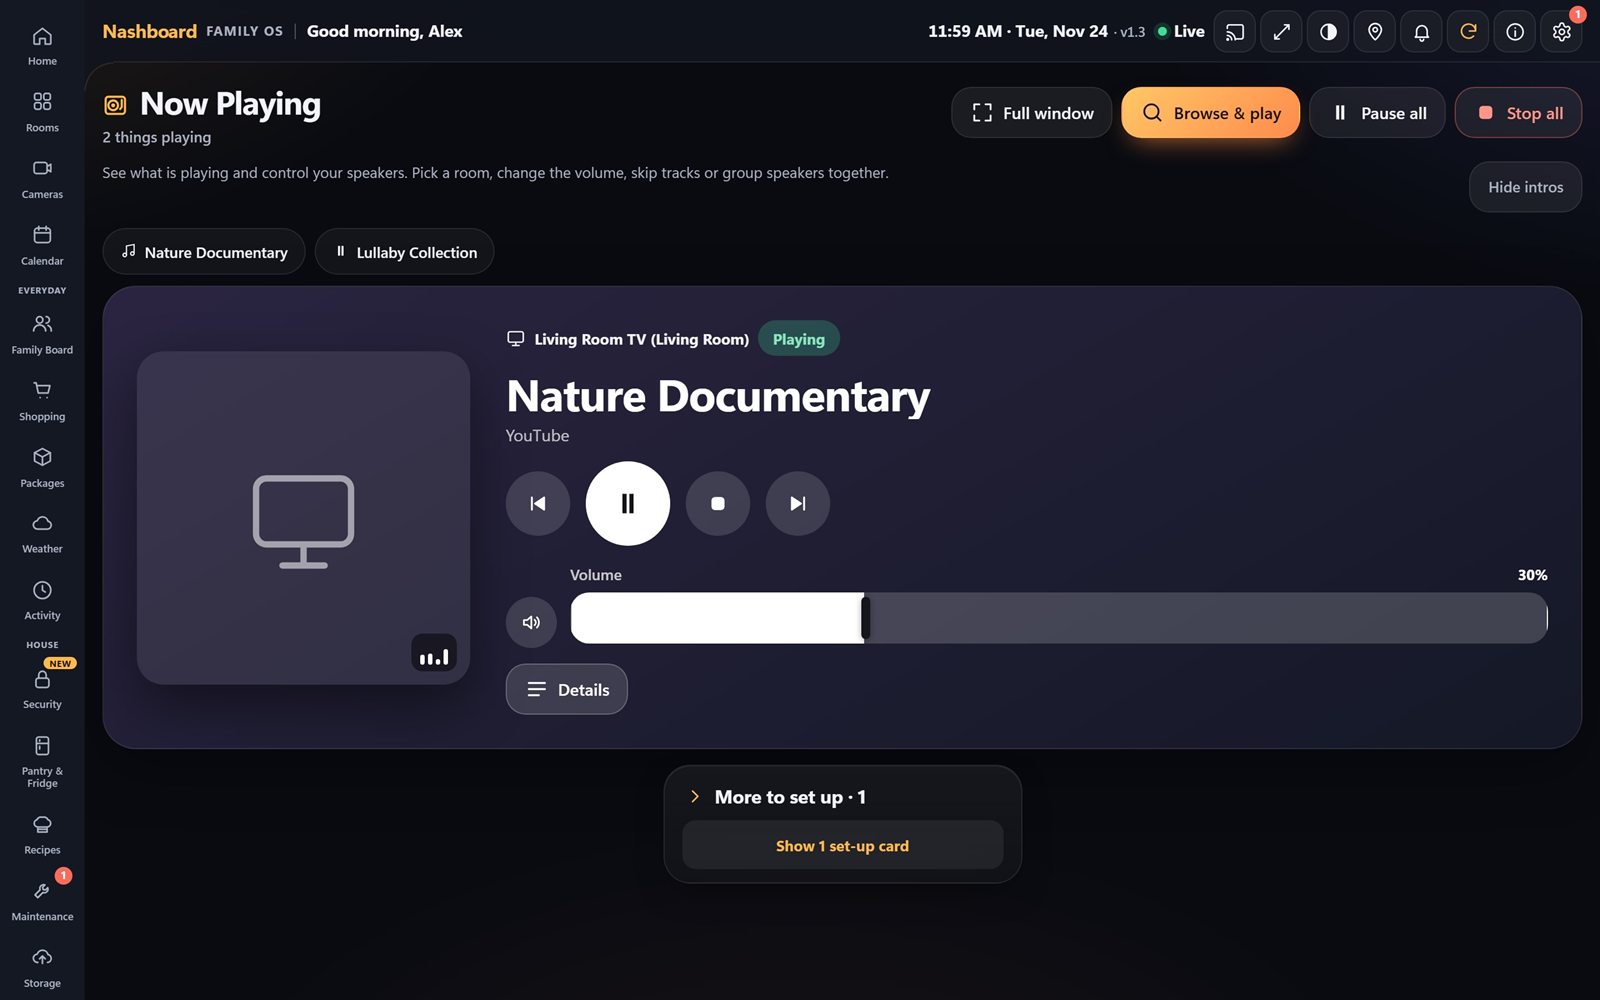 Nashboard FAMILY OS Good morning, Alex
11:59 AM · Tue, Nov 24 · v1.3 Live
1
Home
Rooms
Cameras
Calendar
EVERYDAY
Family Board
Shopping
Packages
Weather
Activity
HOUSE
NEW
Security
Pantry &
Fridge
Recipes
1
Maintenance
Storage
Now Playing
2 things playing
See what is playing and control your speakers. Pick a room, change the volume, skip tracks or group speakers together.
Full window
Browse & play
Pause all
Stop all
Hide intros
Nature Documentary
Lullaby Collection
Living Room TV (Living Room) Playing
Nature Documentary
YouTube
Volume 30%
Details
More to set up · 1
Show 1 set-up card